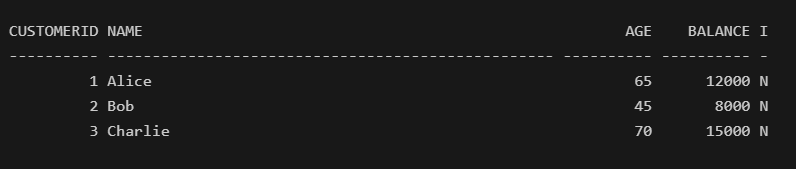 CUSTOMERID NAME AGE BALANCE I
---------- -------------------------------------------------- ---------- ---------- -
1 Alice 65 12000 N
2 Bob 45 8000 N
3 Charlie 70 15000 N